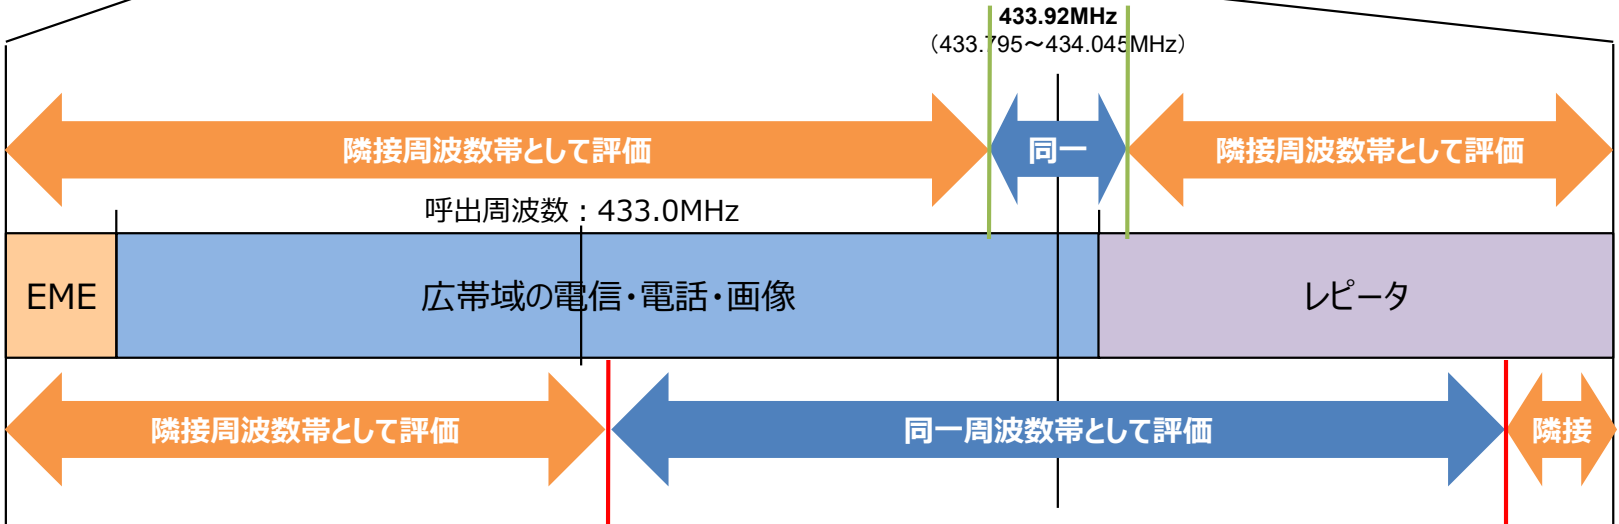 433.92MHz
（433.795～434.045MHz）
隣接周波数帯として評価
同一
隣接周波数帯として評価
呼出周波数：433.0MHz
EME
広帯域の電信・電話・画像
レピータ
隣接周波数帯として評価
同一周波数帯として評価
隣接